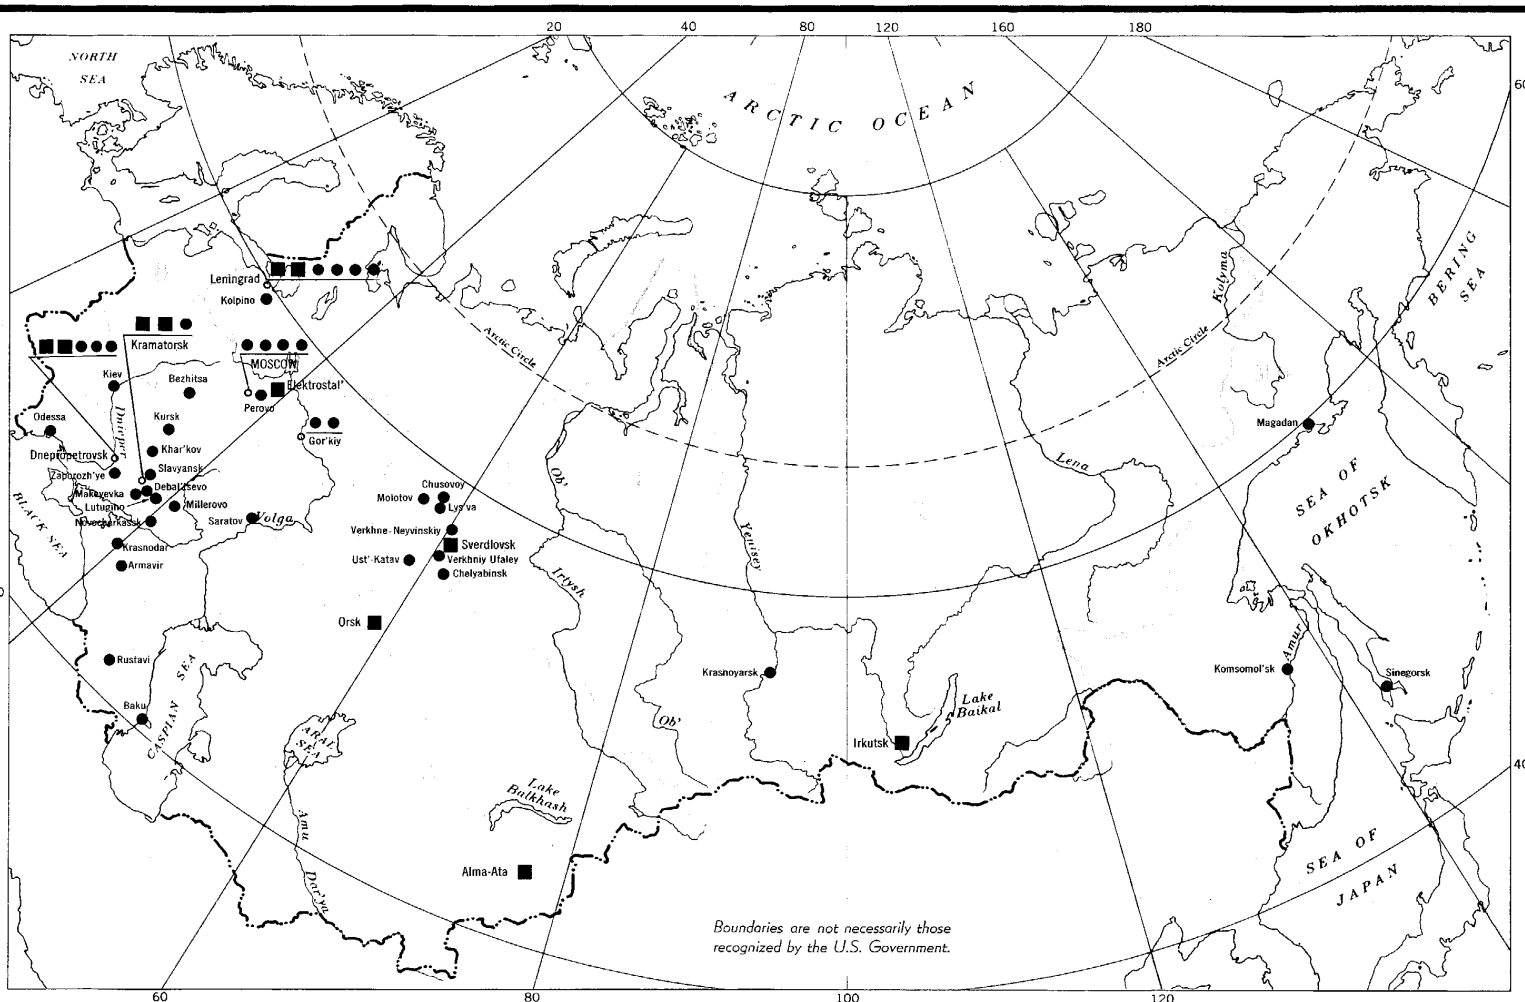 20
40
80
100
120
160
180
NORTH
SEA
ARCTIC OCEAN
60
Leningrad
Kolpino
Kramatorsk
MOSCOW
Kiev
Bezhitsa
Elektrostal'
Perovo
Odessa
Kursk
Dnieper
Gor'kiy
Khar'kov
Dnepropetrovsk
Slavyansk
Zaporozh'ye
Debal'tsevo
Makeyevka
Lutugino
Millerovo
Novocherkassk
Saratov
Volga
BLACK SEA
Krasnodar
Armavir
Arctic Circle
Arctic Circle
Kolyma
BERING
SEA
Magadan
Lena
SEA OF
OKHOTSK
Ob'
Chusovoy
Molotov
Lys'va
Verkhne-Neyvinskiy
Sverdlovsk
Ust'-Katav
Verkhniy Ufaley
Chelyabinsk
Yenisey
Irtysh
Orsk
Rustavi
Baku
CASPIAN SEA
Krasnoyarsk
Komsomol'sk
Amur
Sinegorsk
Ob'
Lake
Baikal
Irkutsk
ARAL
SEA
Lake
Balkhash
40
Amu
Dar'ya
Alma-Ata
SEA OF
JAPAN
Boundaries are not necessarily those
recognized by the U.S. Government.
60
80
100
120